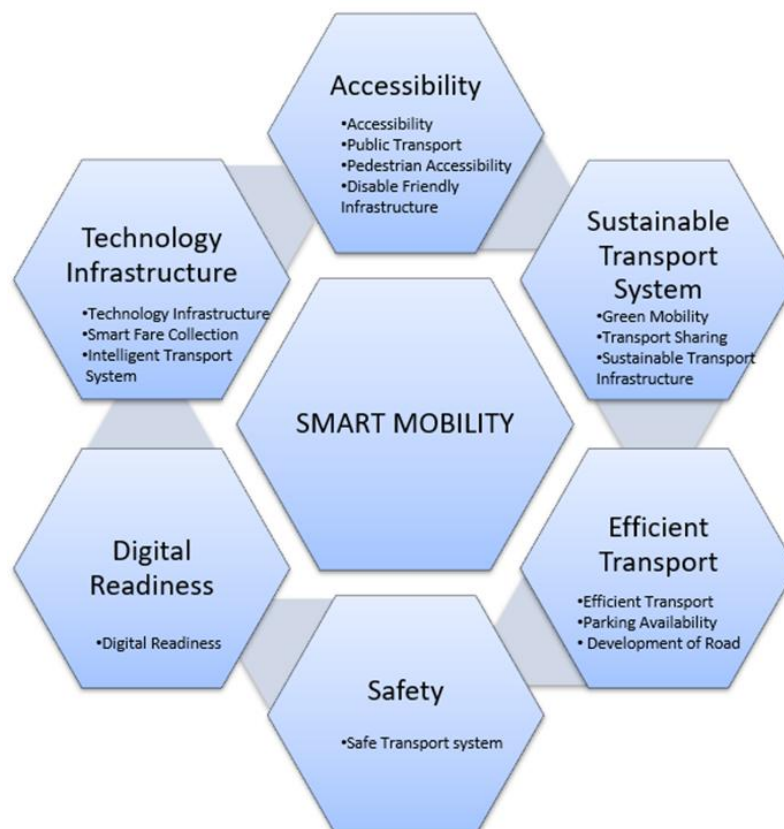 Accessibility
•Accessibility
•Public Transport
•Pedestrian Accessibility
•Disable Friendly
Infrastructure
Technology
Infrastructure
•Technology Infrastructure
•Smart Fare Collection
•Intelligent Transport
System
Sustainable
Transport
System
•Green Mobility
•Transport Sharing
•Sustainable Transport
Infrastructure
SMART MOBILITY
Digital
Readiness
•Digital Readiness
Efficient
Transport
•Efficient Transport
•Parking Availability
• Development of Road
Safety
•Safe Transport system